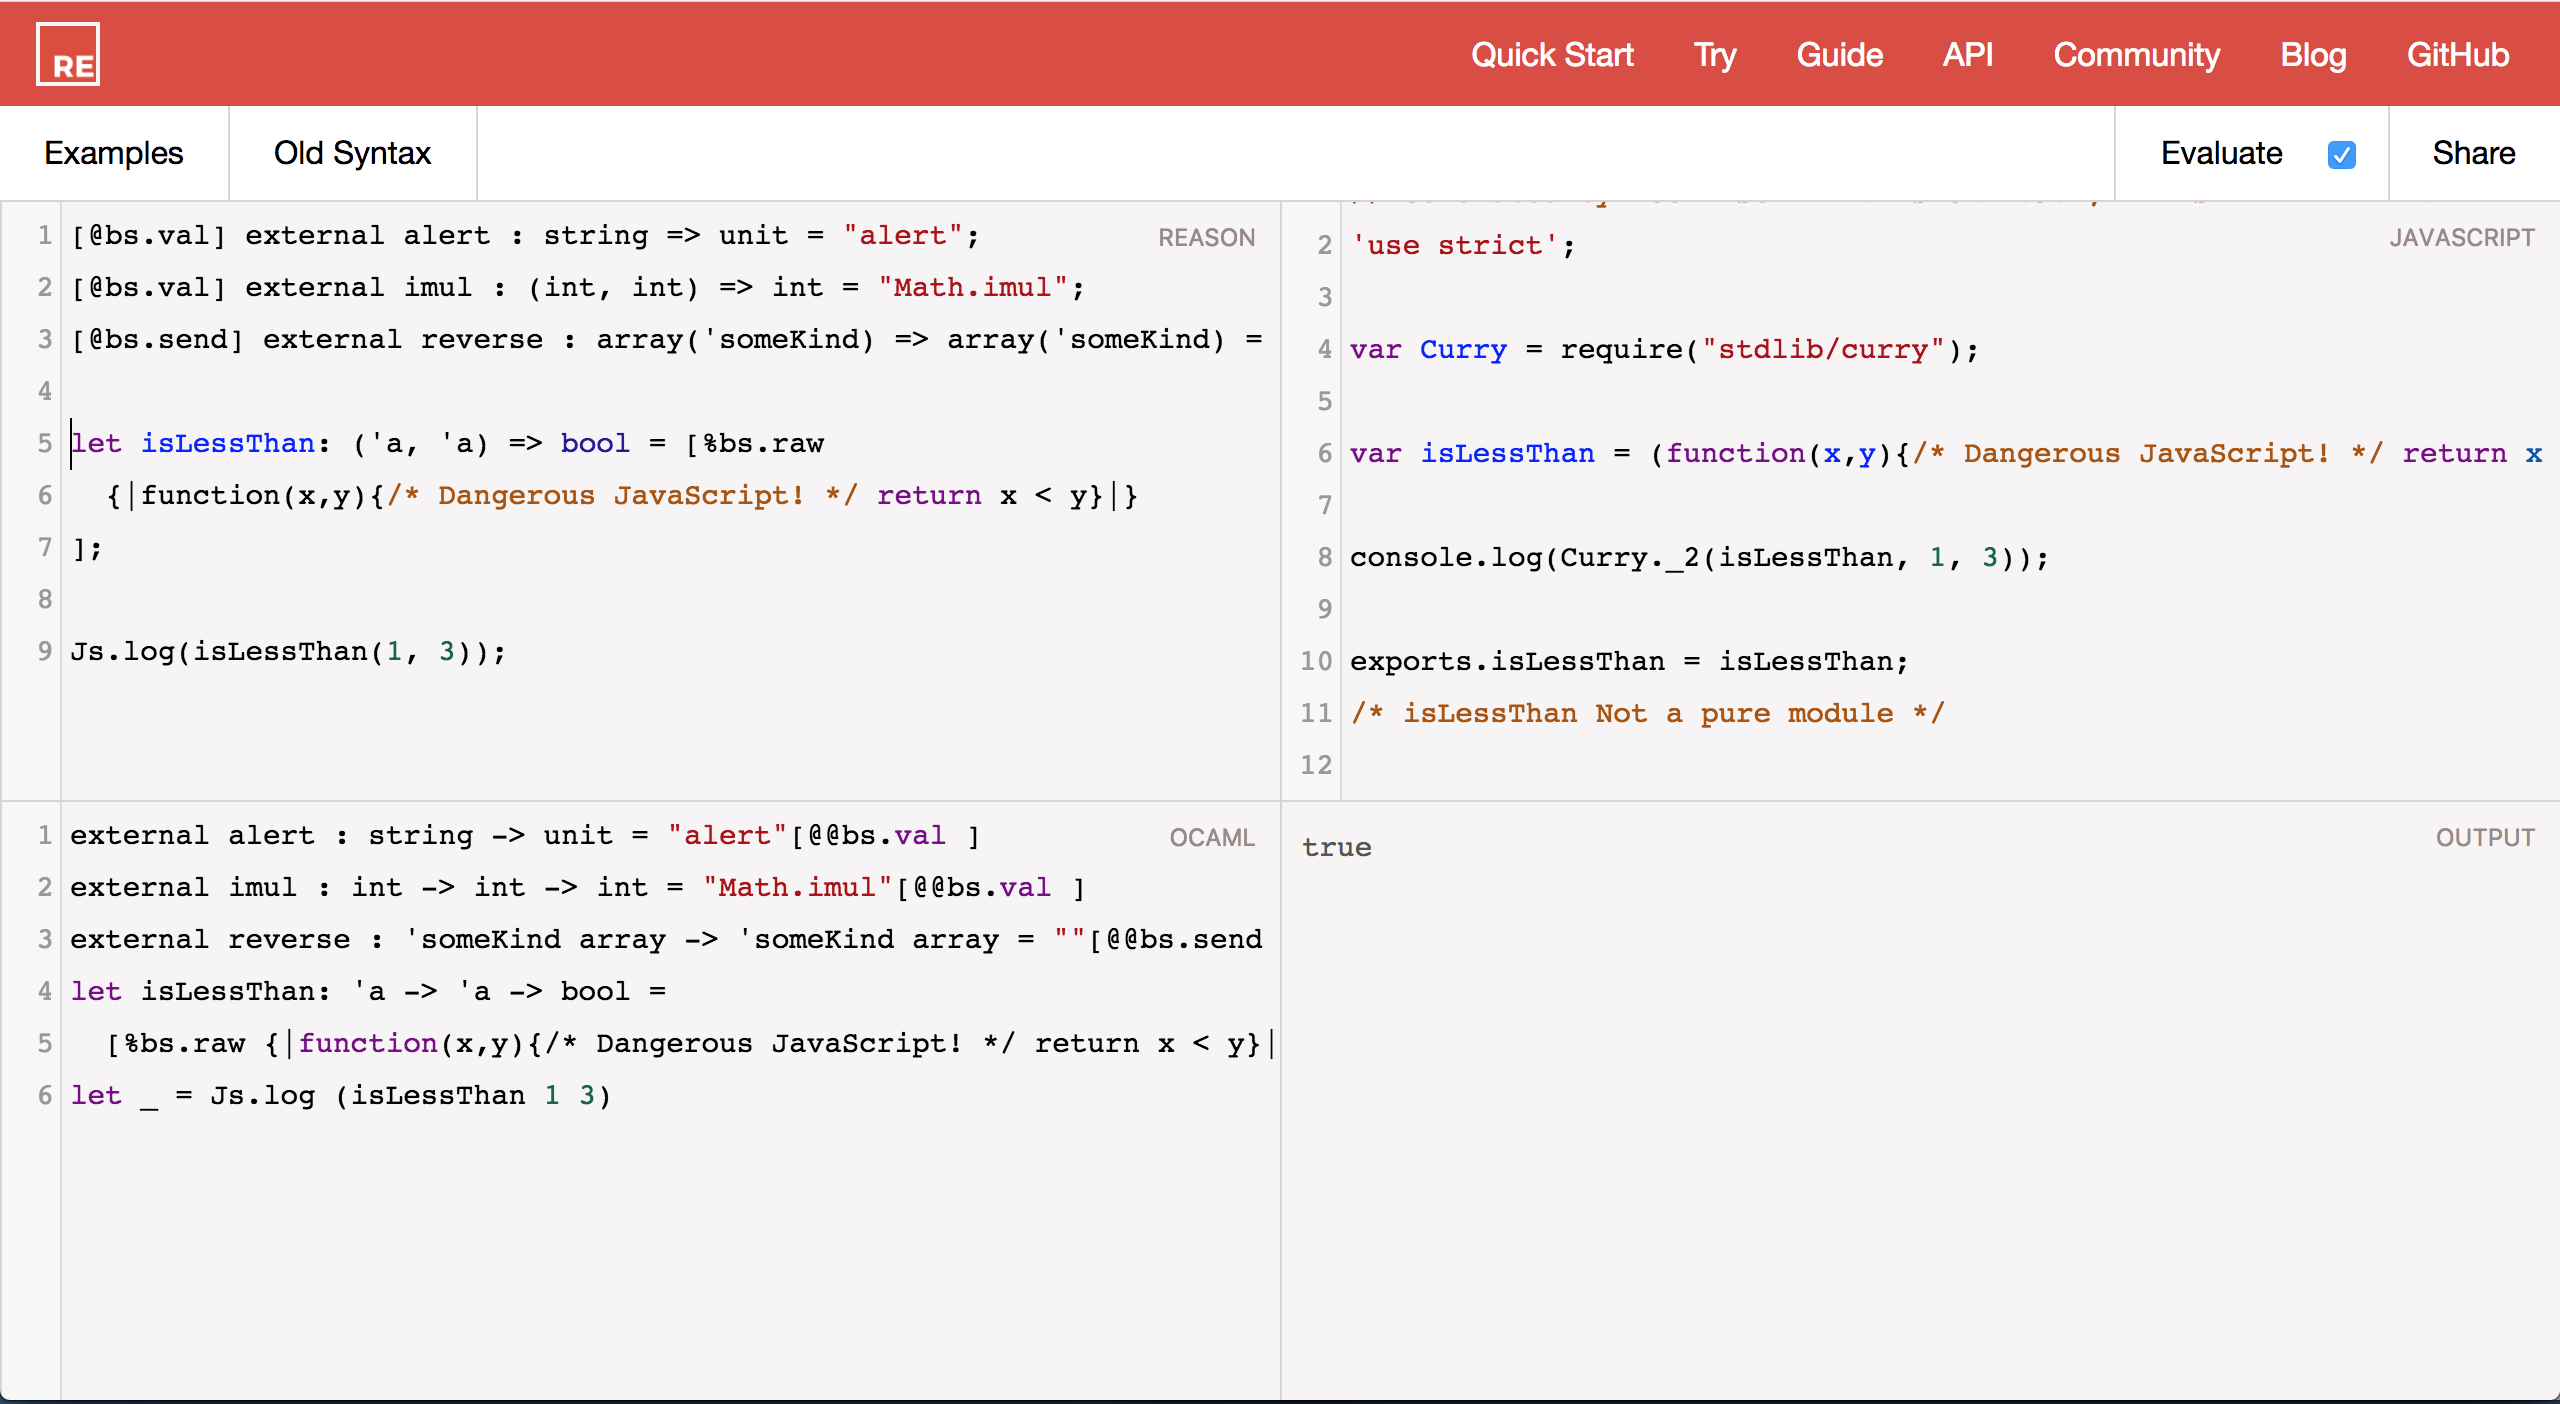 RE
Quick Start Try Guide API Community Blog GitHub
Examples Old Syntax Evaluate Share
REASON
1 [@bs.val] external alert : string => unit = "alert";
2 [@bs.val] external imul : (int, int) => int = "Math.imul";
3 [@bs.send] external reverse : array('someKind) => array('someKind) =
4
5 let isLessThan: ('a, 'a) => bool = [%bs.raw
6 {|function(x,y){/* Dangerous JavaScript! */ return x < y}|}
7 ];
8
9 Js.log(isLessThan(1, 3));
JAVASCRIPT
2 'use strict';
3
4 var Curry = require("stdlib/curry");
5
6 var isLessThan = (function(x,y){/* Dangerous JavaScript! */ return x
7
8 console.log(Curry._2(isLessThan, 1, 3));
9
10 exports.isLessThan = isLessThan;
11 /* isLessThan Not a pure module */
12
OCAML
1 external alert : string -> unit = "alert"[@@bs.val ]
2 external imul : int -> int -> int = "Math.imul"[@@bs.val ]
3 external reverse : 'someKind array -> 'someKind array = ""[@@bs.send
4 let isLessThan: 'a -> 'a -> bool =
5 [%bs.raw {|function(x,y){/* Dangerous JavaScript! */ return x < y}|
6 let _ = Js.log (isLessThan 1 3)
OUTPUT
true